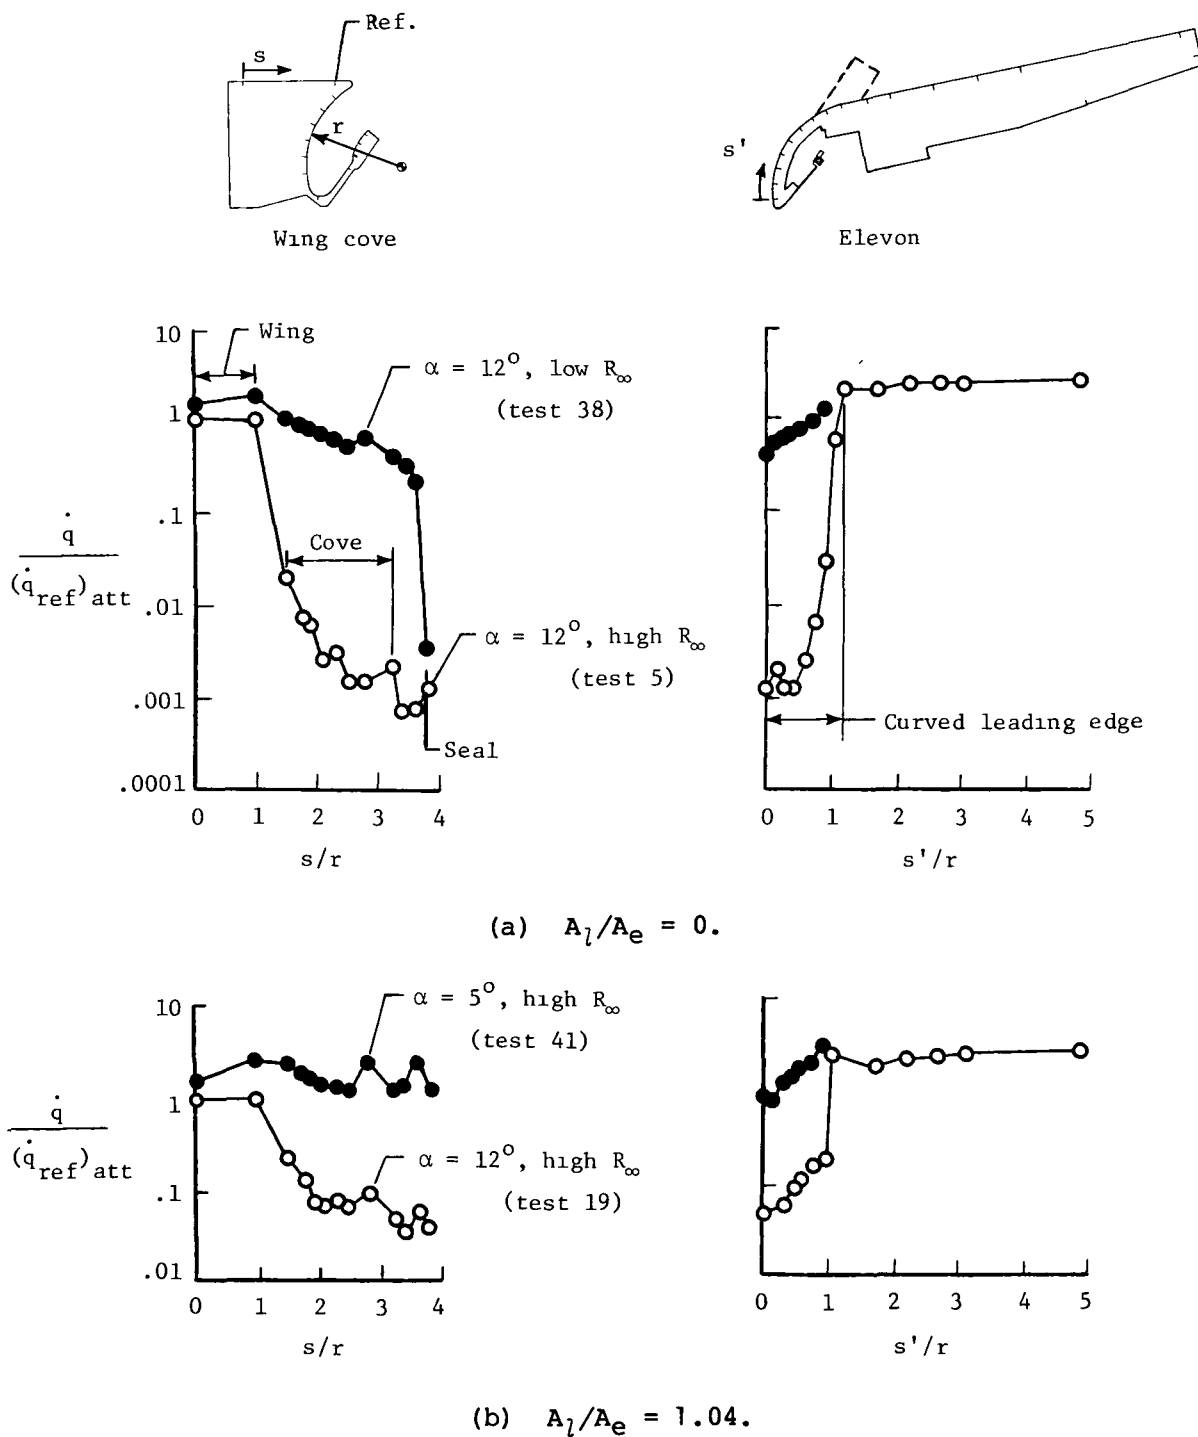 Ref.
s
r
s'
Wing cove
Elevon
10
1
.1
.01
.001
.0001
q̇
(q̇ref)att
Wing
α = 12°, low R∞
(test 38)
Cove
α = 12°, high R∞
(test 5)
Seal
Curved leading edge
0 1 2 3 4
s/r
0 1 2 3 4 5
s'/r
(a) Al/Ae = 0.
10
1
.1
.01
q̇
(q̇ref)att
α = 5°, high R∞
(test 41)
α = 12°, high R∞
(test 19)
0 1 2 3 4
s/r
0 1 2 3 4 5
s'/r
(b) Al/Ae = 1.04.